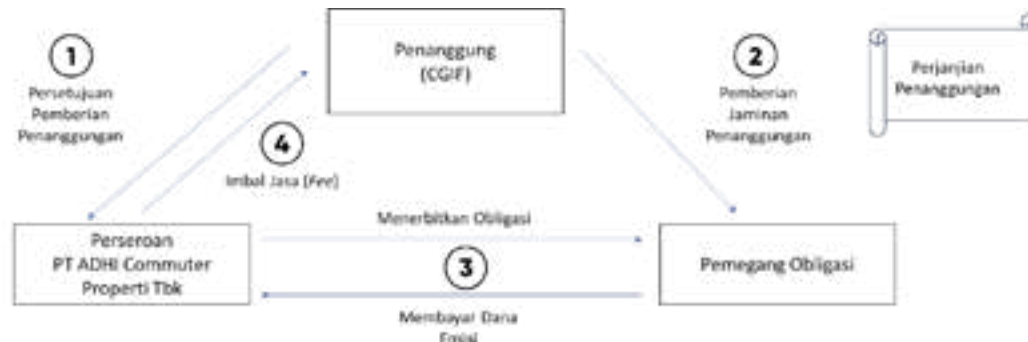 1
Persetujuan
Pemberian
Penanggungan
Penanggung
(CGIF)
2
Pemberian
Jaminan
Penanggungan
Perjanjian
Penanggungan
4
Imbal Jasa (Fee)
Menerbitkan Obligasi
Perseroan
PT ADHI Commuter
Properti Tbk
3
Pemegang Obligasi
Membayar Dana
Emisi